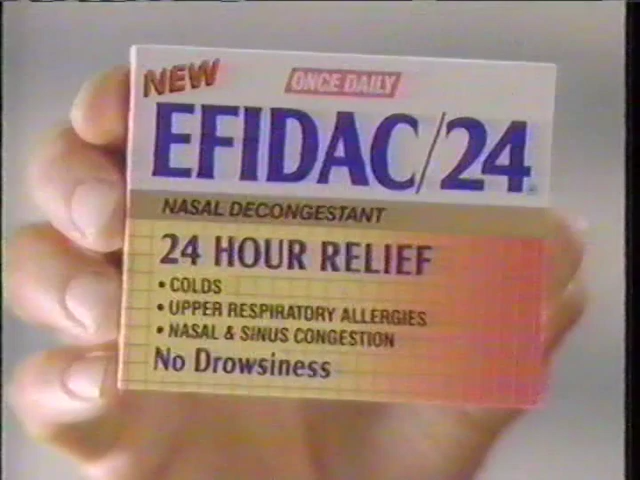 NEW
ONCE DAILY
EFIDAC/24
NASAL DECONGESTANT
24 HOUR RELIEF
• COLDS
• UPPER RESPIRATORY ALLERGIES
• NASAL & SINUS CONGESTION
No Drowsiness